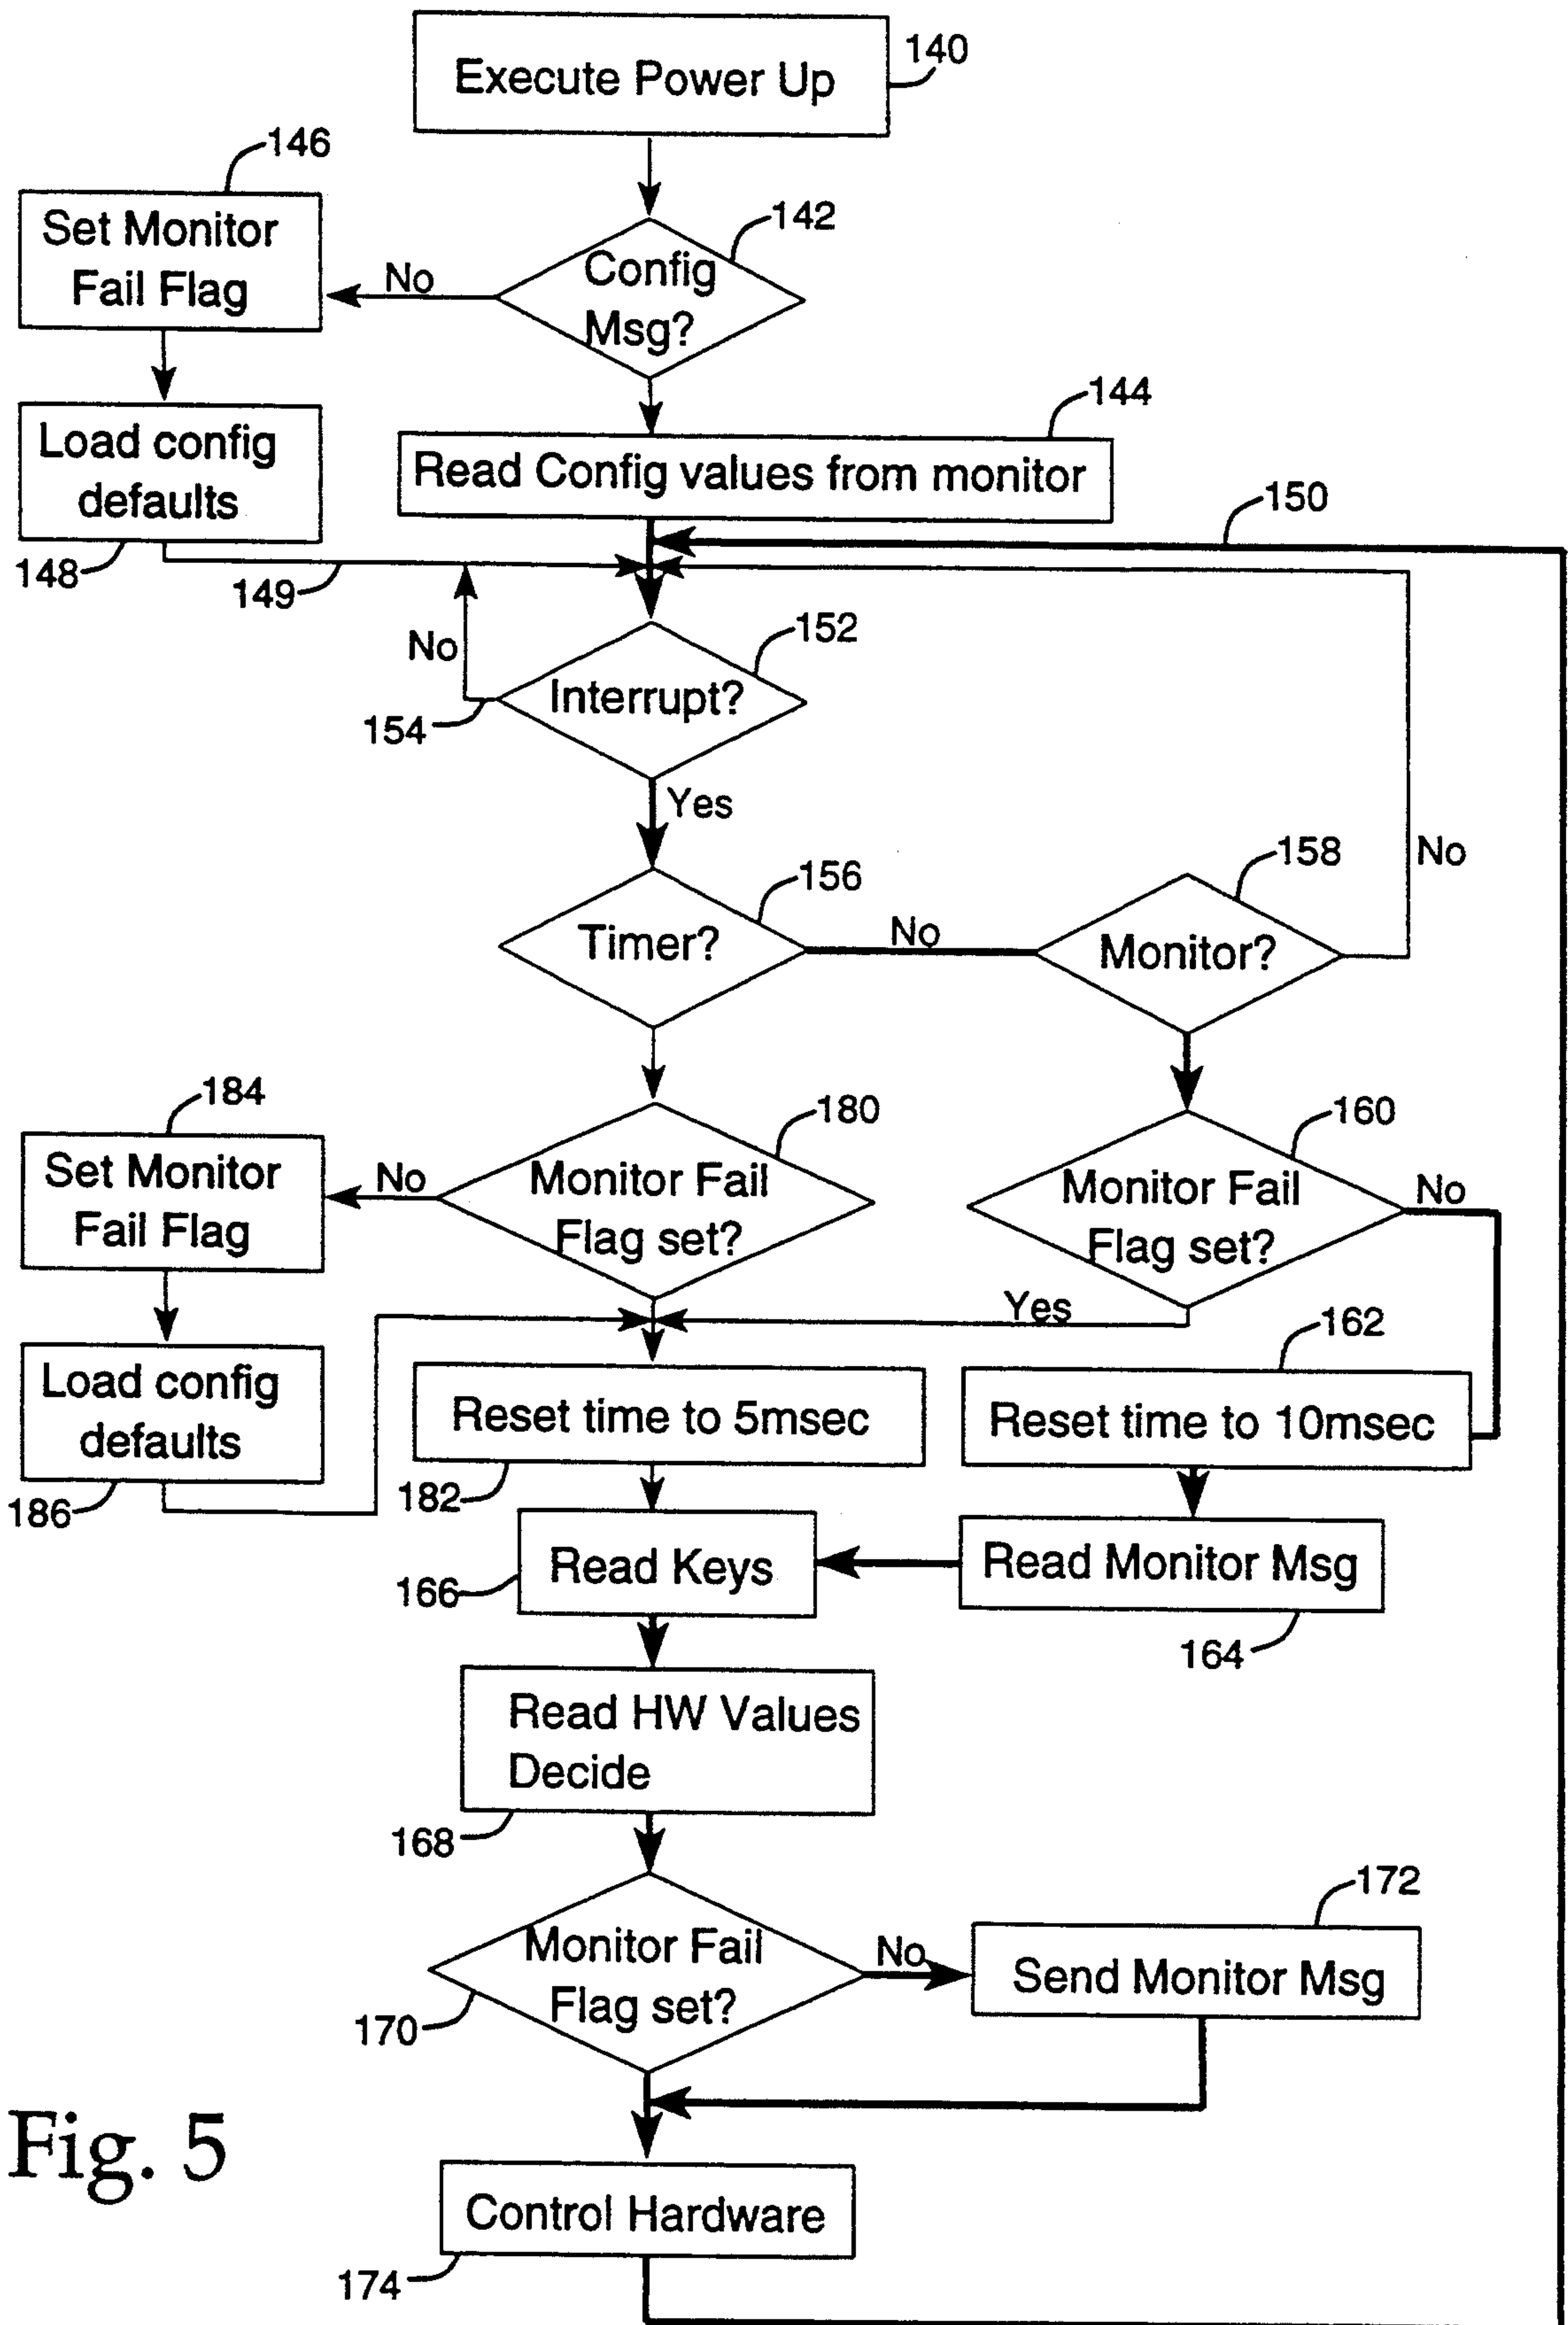 Execute Power Up
140
146
Set Monitor
Fail Flag
No
142
Config
Msg?
144
Load config
defaults
148
Read Config values from monitor
150
149
No
152
Interrupt?
154
Yes
156
Timer?
No
158
Monitor?
No
184
Set Monitor
Fail Flag
No
180
Monitor Fail
Flag set?
160
Monitor Fail
Flag set?
No
Yes
162
Load config
defaults
186
Reset time to 5msec
182
Reset time to 10msec
Read Keys
166
Read Monitor Msg
164
Read HW Values
Decide
168
172
Monitor Fail
Flag set?
170
No
Send Monitor Msg
Fig. 5
Control Hardware
174